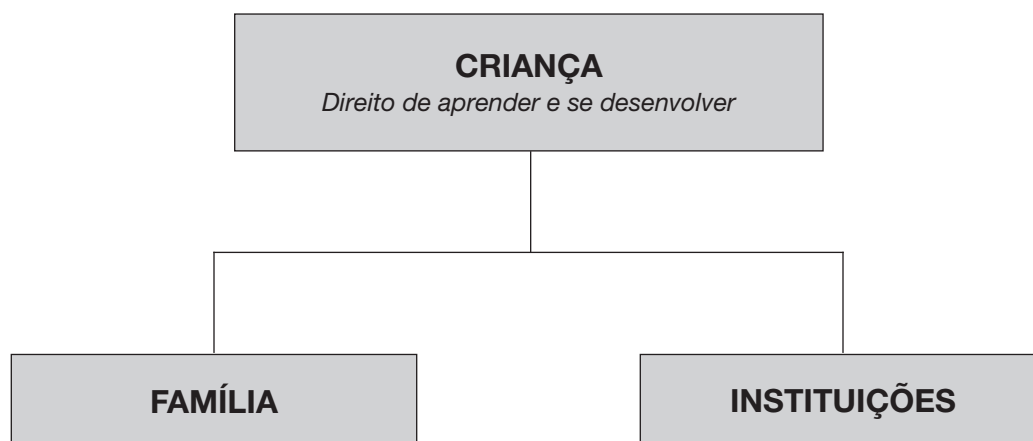 CRIANÇA
Direito de aprender e se desenvolver
FAMÍLIA
INSTITUIÇÕES